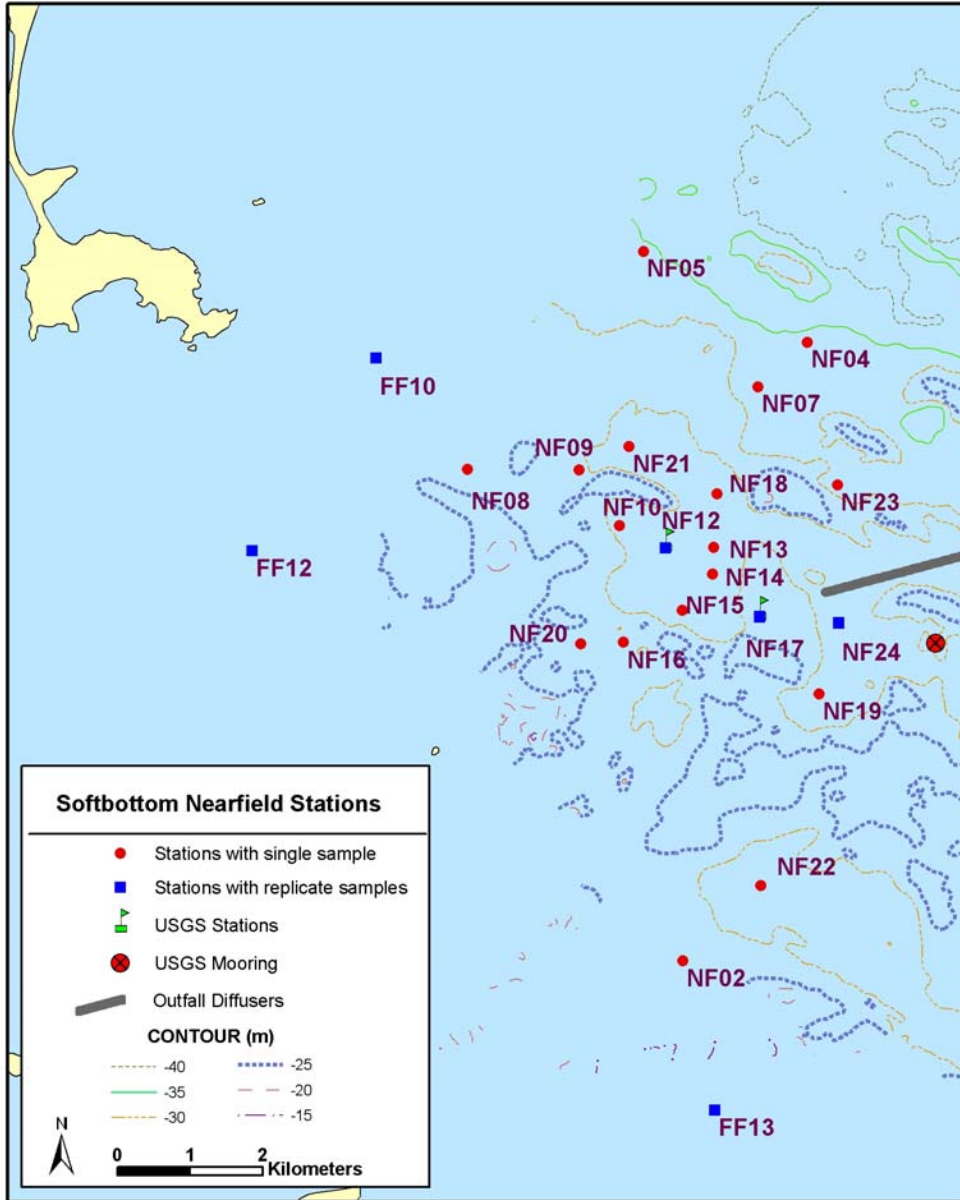 NF05
NF04
FF10
NF07
NF09
NF21
NF08
NF18
NF23
NF10
NF12
FF12
NF13
NF14
NF15
NF20
NF16
NF17
NF24
NF19
NF22
NF02
FF13
Softbottom Nearfield Stations
Stations with single sample
Stations with replicate samples
USGS Stations
USGS Mooring
Outfall Diffusers
CONTOUR (m)
-40 -25
-35 -20
-30 -15
N
0 1 2
Kilometers